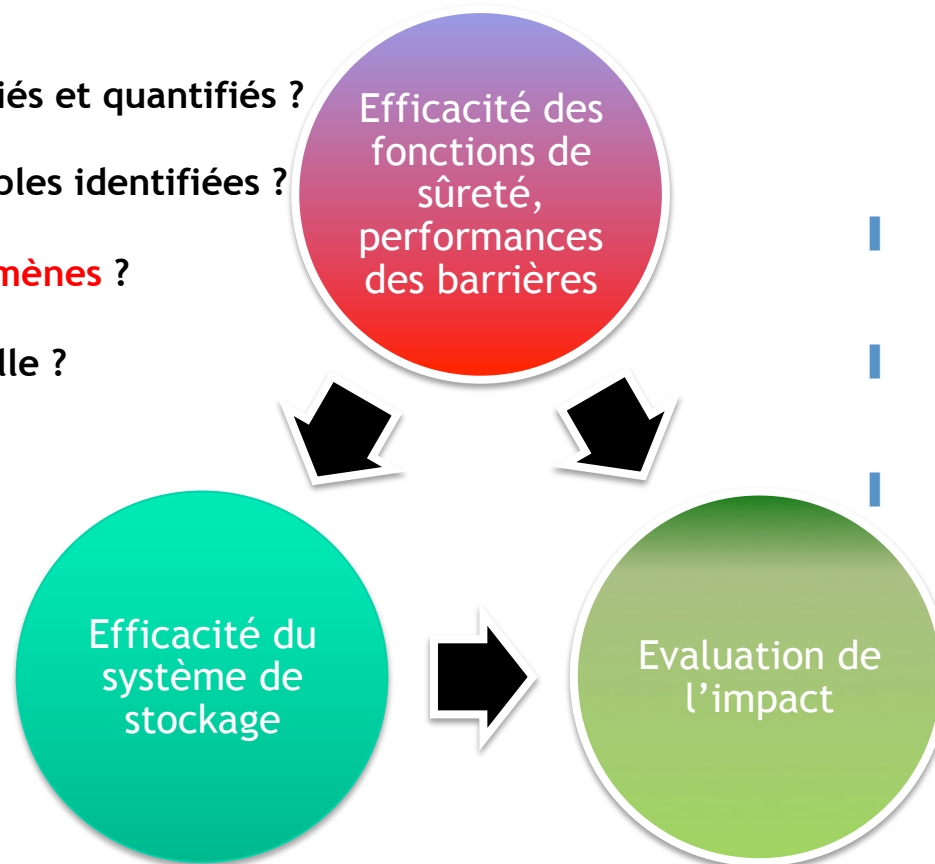 iés et quantifiés ?
bles identifiées ?
mènes ?
lle ?
Efficacité des
fonctions de
sûreté,
performances
des barrières
Efficacité du
système de
stockage
Evaluation de
l’impact